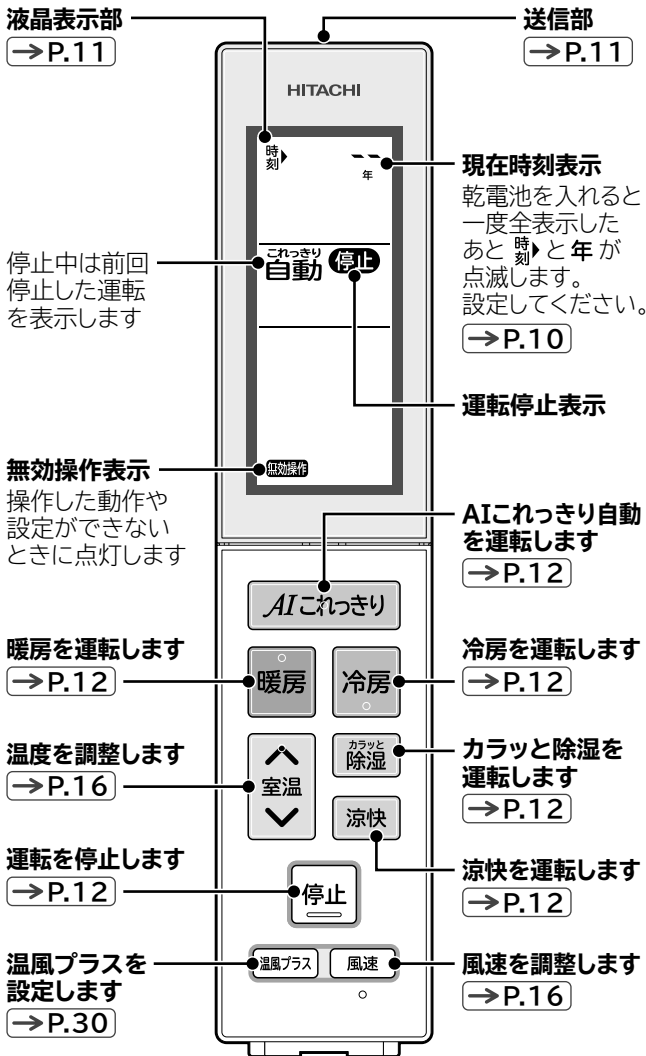 液晶表示部
→P.11
送信部
→P.11
HITACHI
時刻
年
現在時刻表示
乾電池を入れると
一度全表示した
あと 時刻 と 年 が
点滅します。
設定してください。
→P.10
停止中は前回
停止した運転
を表示します
これっきり
自動 停止
運転停止表示
無効操作表示
操作した動作や
設定ができない
ときに点灯します
無効操作
AIこれっきり自動
を運転します
→P.12
AIこれっきり
暖房を運転します
→P.12
暖房
冷房
冷房を運転します
→P.12
温度を調整します
→P.16
室温
カラッと
除湿
カラッと除湿を
運転します
→P.12
涼快
涼快を運転します
→P.12
運転を停止します
→P.12
停止
温風プラスを
設定します
→P.30
温風プラス
風速
風速を調整します
→P.16